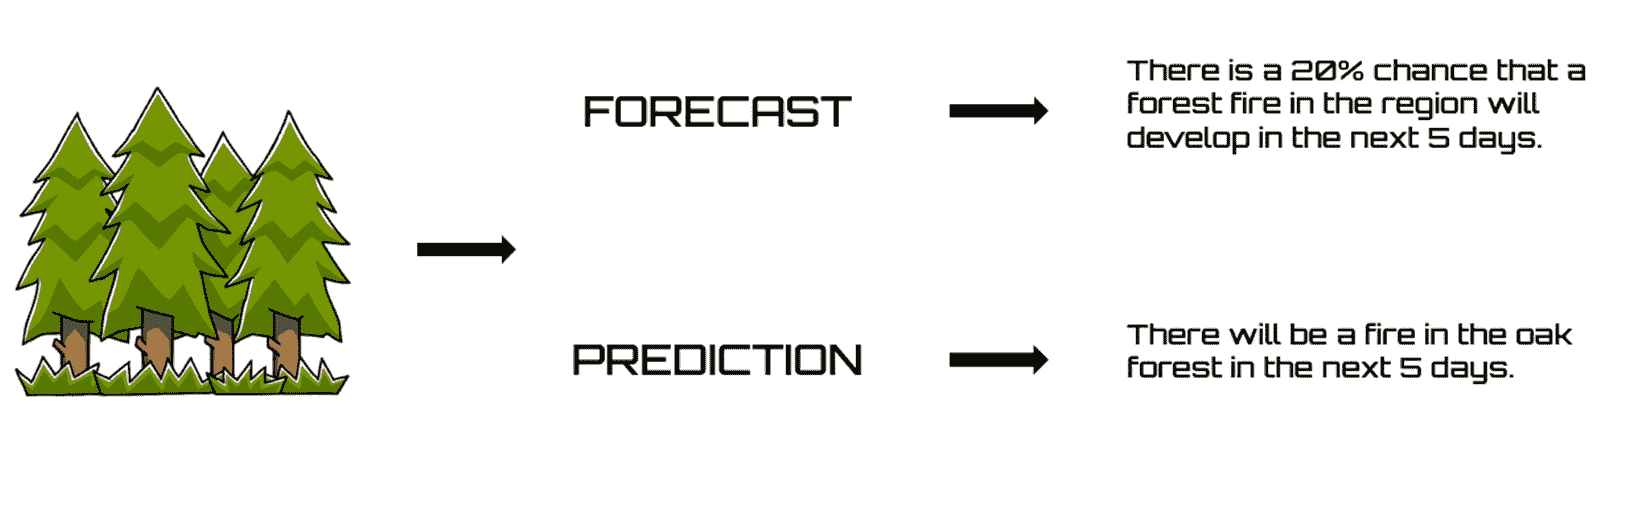 FORECAST
There is a 20% chance that a
forest fire in the region will
develop in the next 5 days.
PREDICTION
There will be a fire in the oak
forest in the next 5 days.